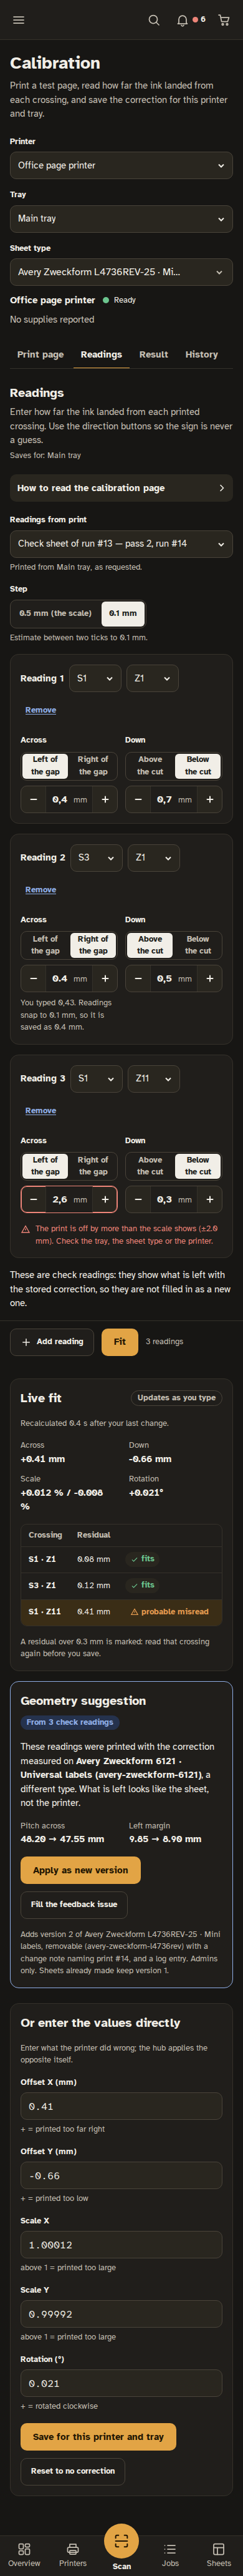 6
Calibration
Print a test page, read how far the ink landed from
each crossing, and save the correction for this printer
and tray.
Printer
Office page printer
Tray
Main tray
Sheet type
Avery Zweckform L4736REV-25 · Mi...
Office page printer Ready
No supplies reported
Print page Readings Result History
Readings
Enter how far the ink landed from each printed
crossing. Use the direction buttons so the sign is never
a guess.
Saves for: Main tray
How to read the calibration page
Readings from print
Check sheet of run #13 — pass 2, run #14
Printed from Main tray, as requested.
Step
0.5 mm (the scale) 0.1 mm
Estimate between two ticks to 0.1 mm.
Reading 1 S1 Z1
Remove
Across Down
Left of the gap Right of the gap Above the cut Below the cut
− 0,4 mm + − 0,7 mm +
Reading 2 S3 Z1
Remove
Across Down
Left of the gap Right of the gap Above the cut Below the cut
− 0.4 mm + − 0,5 mm +
You typed 0,43. Readings
snap to 0.1 mm, so it is
saved as 0.4 mm.
Reading 3 S1 Z11
Remove
Across Down
Left of the gap Right of the gap Above the cut Below the cut
− 2,6 mm + − 0,3 mm +
The print is off by more than the scale shows (±2.0
mm). Check the tray, the sheet type or the printer.
These are check readings: they show what is left with
the stored correction, so they are not filled in as a new
one.
+ Add reading Fit 3 readings
Live fit Updates as you type
Recalculated 0.4 s after your last change.
Across Down
+0.41 mm -0.66 mm
Scale Rotation
+0.012 % / -0.008 % +0.021°
Crossing Residual
S1 · Z1 0.08 mm fits
S3 · Z1 0.12 mm fits
S1 · Z11 0.41 mm probable misread
A residual over 0.3 mm is marked: read that crossing
again before you save.
Geometry suggestion
From 3 check readings
These readings were printed with the correction
measured on Avery Zweckform 6121 ·
Universal labels (avery-zweckform-6121), a
different type. What is left looks like the sheet,
not the printer.
Pitch across Left margin
48.20 → 47.55 mm 9.85 → 8.90 mm
Apply as new version
Fill the feedback issue
Adds version 2 of Avery Zweckform L4736REV-25 · Mini
labels, removable (avery-zweckform-l4736rev) with a
change note naming print #14, and a log entry. Admins
only. Sheets already made keep version 1.
Or enter the values directly
Enter what the printer did wrong; the hub applies the
opposite itself.
Offset X (mm)
0.41
+ = printed too far right
Offset Y (mm)
-0.66
+ = printed too low
Scale X
1.00012
above 1 = printed too large
Scale Y
0.99992
above 1 = printed too large
Rotation (°)
0.021
+ = rotated clockwise
Save for this printer and tray
Reset to no correction
Overview Printers Scan Jobs Sheets